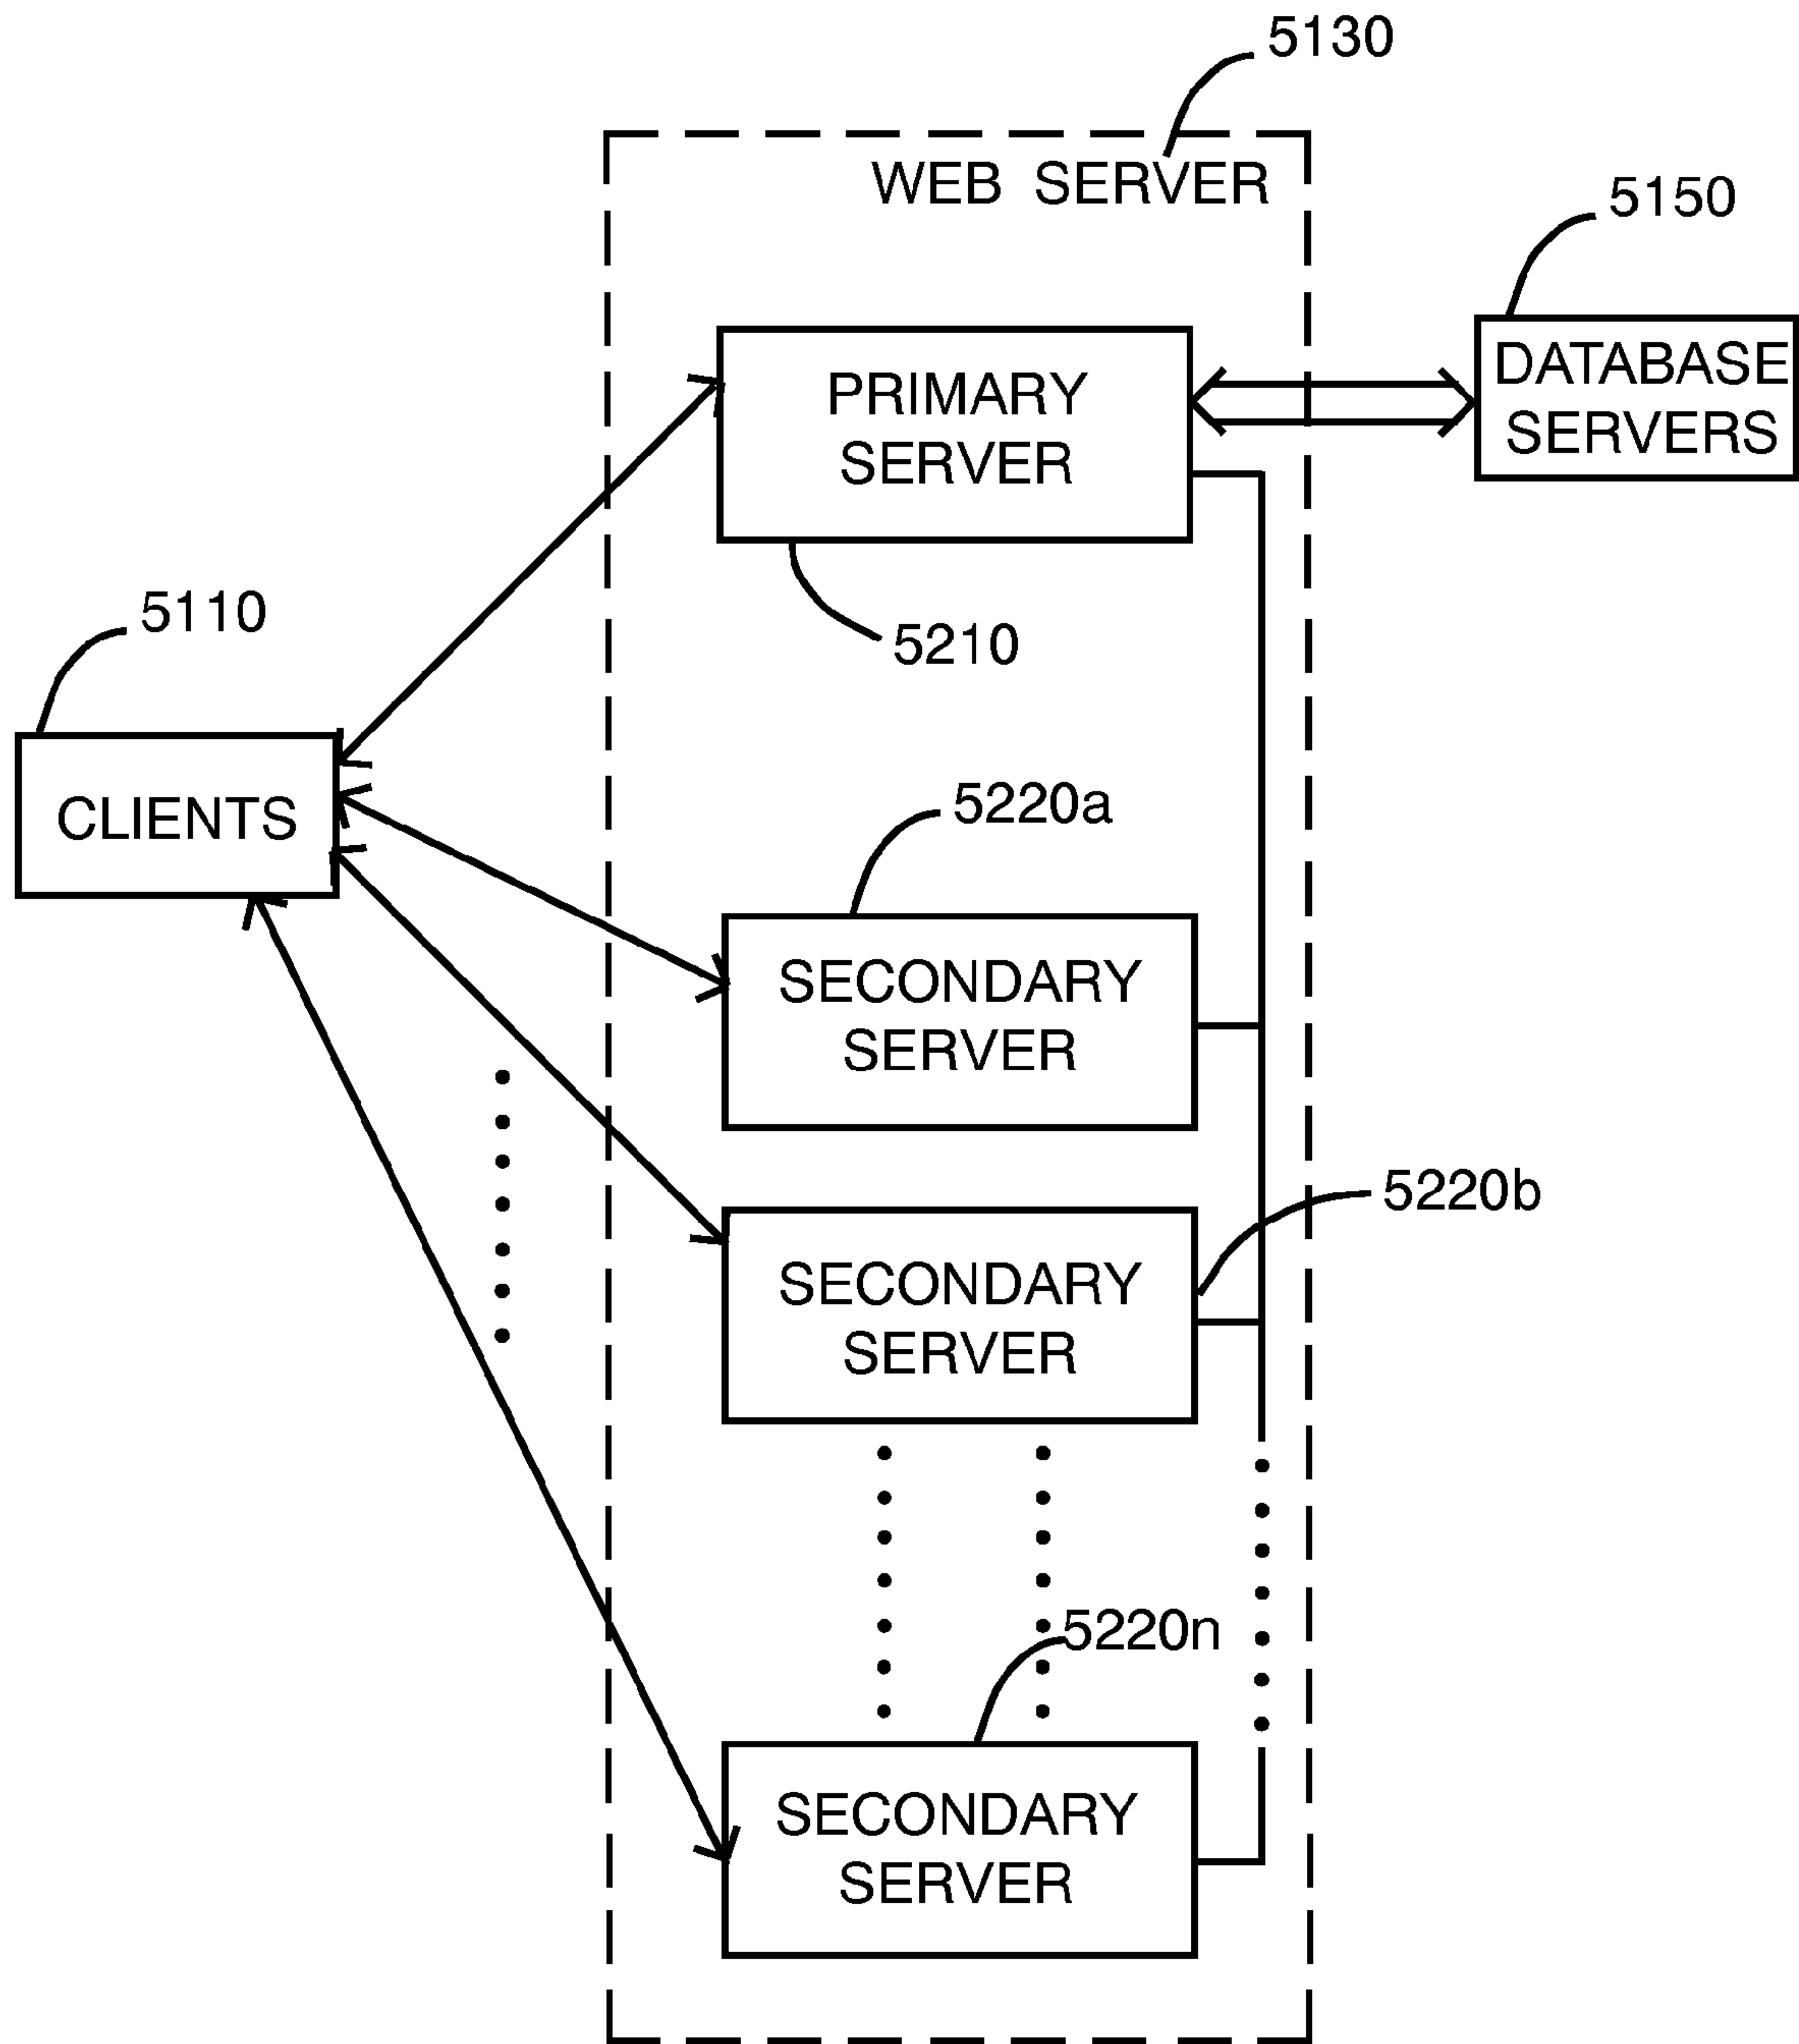 5130
WEB SERVER
5150
DATABASE
SERVERS
PRIMARY
SERVER
5110
5210
CLIENTS
5220a
SECONDARY
SERVER
5220b
SECONDARY
SERVER
5220n
SECONDARY
SERVER